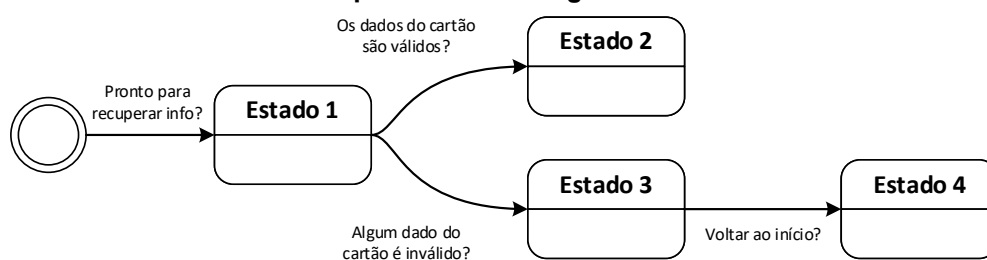 Os dados do cartão
são válidos?
Estado 2
Pronto para
recuperar info?
Estado 1
Estado 3
Estado 4
Algum dado do
cartão é inválido?
Voltar ao início?